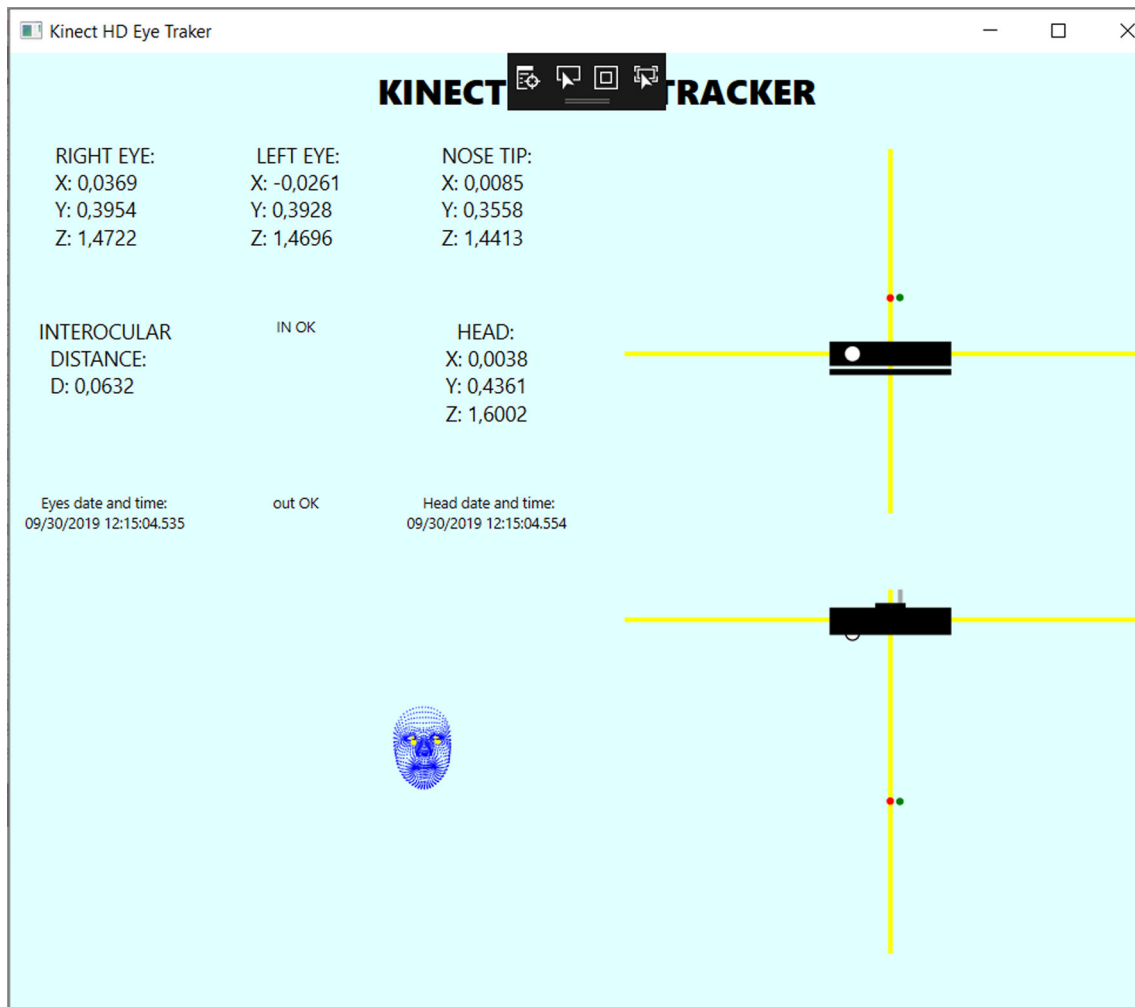 Kinect HD Eye Traker
KINECT TRACKER
RIGHT EYE:
X: 0,0369
Y: 0,3954
Z: 1,4722
LEFT EYE:
X: -0,0261
Y: 0,3928
Z: 1,4696
NOSE TIP:
X: 0,0085
Y: 0,3558
Z: 1,4413
INTEROCULAR
DISTANCE:
D: 0,0632
IN OK
HEAD:
X: 0,0038
Y: 0,4361
Z: 1,6002
Eyes date and time:
09/30/2019 12:15:04.535
out OK
Head date and time:
09/30/2019 12:15:04.554